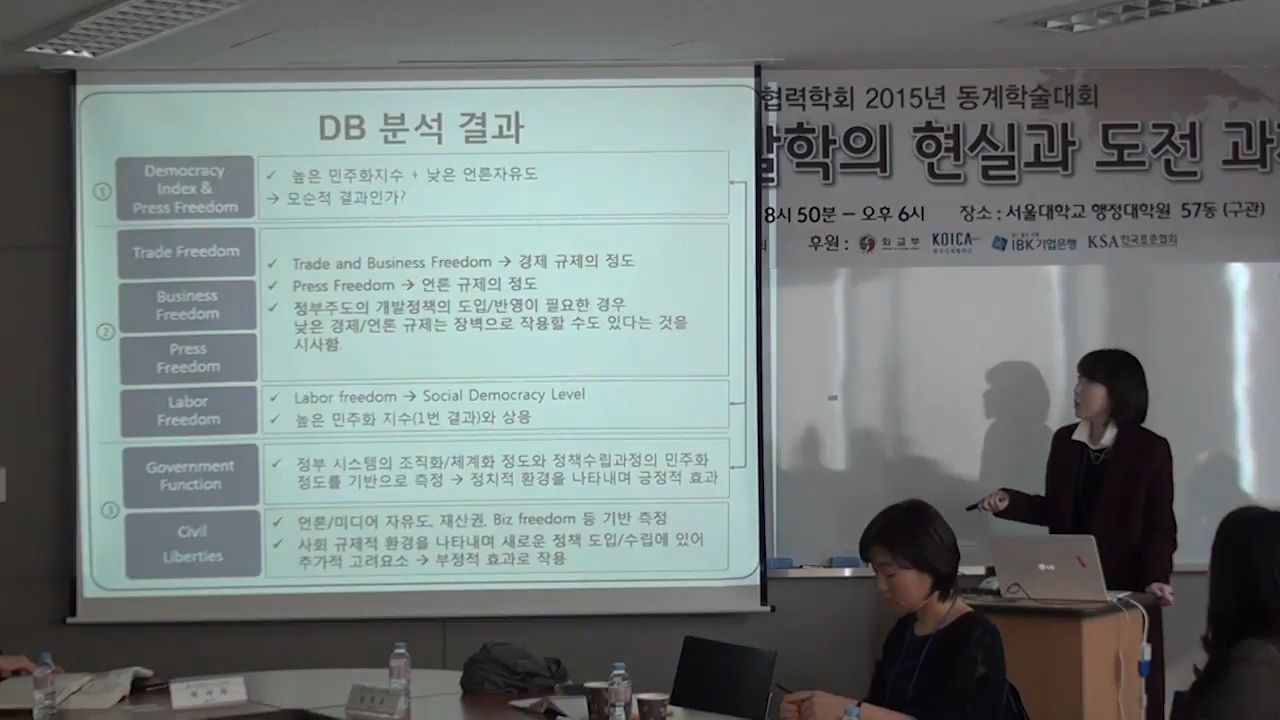 DB 분석 결과
①
Democracy
Index &
Press Freedom
✓ 높은 민주화지수 + 낮은 언론자유도
→ 모순적 결과인가?
②
Trade Freedom
Business
Freedom
Press
Freedom
✓ Trade and Business Freedom → 경제 규제의 정도
✓ Press Freedom → 언론 규제의 정도
✓ 정부주도의 개발정책의 도입/반영이 필요한 경우
낮은 경제/언론 규제는 장벽으로 작용할 수도 있다는 것을
시사함.
Labor
Freedom
✓ Labor freedom → Social Democracy Level
✓ 높은 민주화 지수(1번 결과)와 상응
③
Government
Function
✓ 정부 시스템의 조직화/체계화 정도와 정책수립과정의 민주화
정도를 기반으로 측정 → 정치적 환경을 나타내며 긍정적 효과
Civil
Liberties
✓ 언론/미디어 자유도, 재산권, Biz freedom 등 기반 측정
✓ 사회 규제적 환경을 나타내며 새로운 정책 도입/수립에 있어
추가적 고려요소 → 부정적 효과로 작용
협력학회 2015년 동계학술대회
학의 현실과 도전 과
8시 50분 – 오후 6시 장소 : 서울대학교 행정대학원 57동 (구관)
후원 : 외교부 KOICA IBK기업은행 KSA한국표준협회
LG